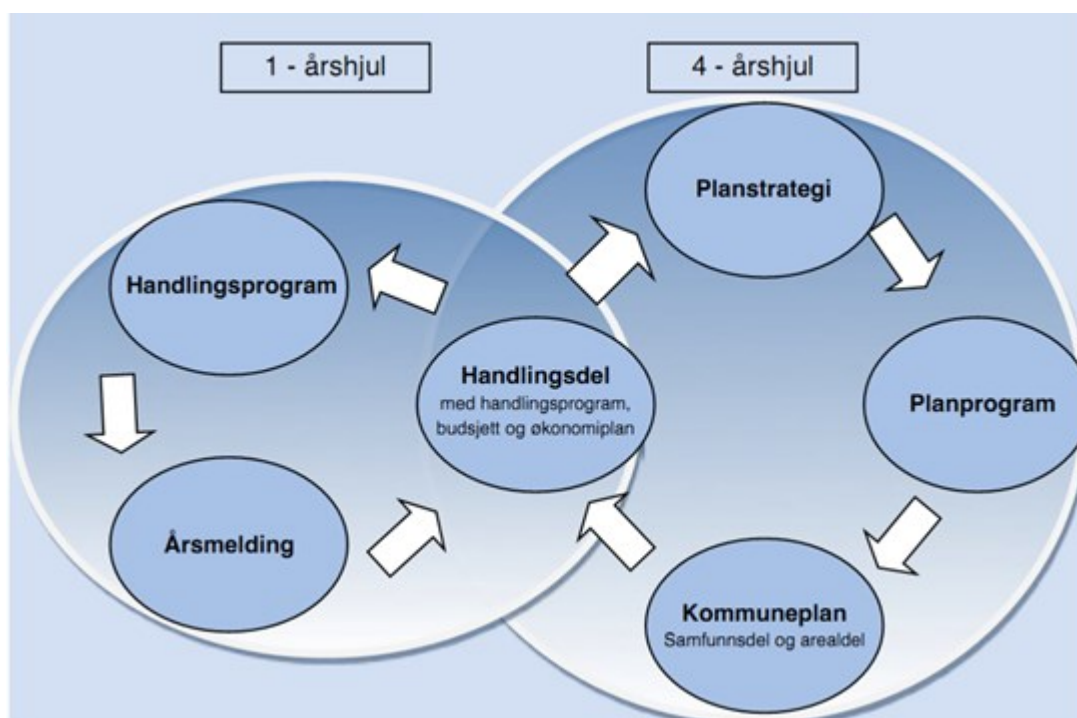 1 - årshjul
4 - årshjul
Planstrategi
Handlingsprogram
Handlingsdel
med handlingsprogram,
budsjett og økonomiplan
Planprogram
Årsmelding
Kommuneplan
Samfunnsdel og arealdel